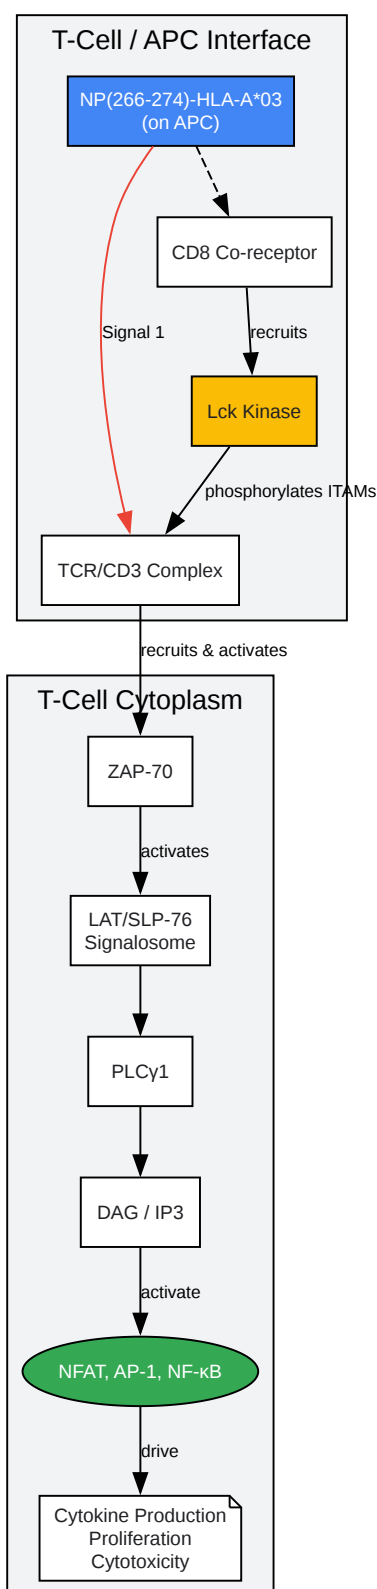 T-Cell / APC Interface
NP(266-274)-HLA-A*03
(on APC)
CD8 Co-receptor
Signal 1
recruits
Lck Kinase
phosphorylates ITAMs
TCR/CD3 Complex
recruits & activates
T-Cell Cytoplasm
ZAP-70
activates
LAT/SLP-76
Signalosome
PLCγ1
DAG / IP3
activate
NFAT, AP-1, NF-κB
drive
Cytokine Production
Proliferation
Cytotoxicity